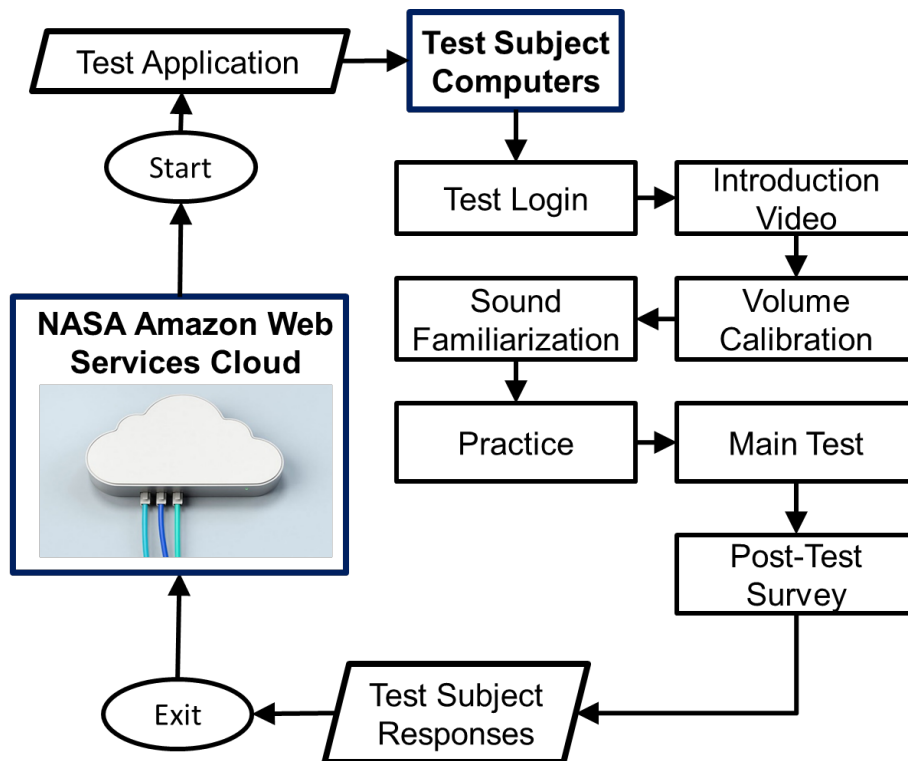 Test Application
Test Subject
Computers
Start
Test Login
Introduction
Video
NASA Amazon Web
Services Cloud
Sound
Familiarization
Volume
Calibration
Practice
Main Test
Post-Test
Survey
Test Subject
Responses
Exit